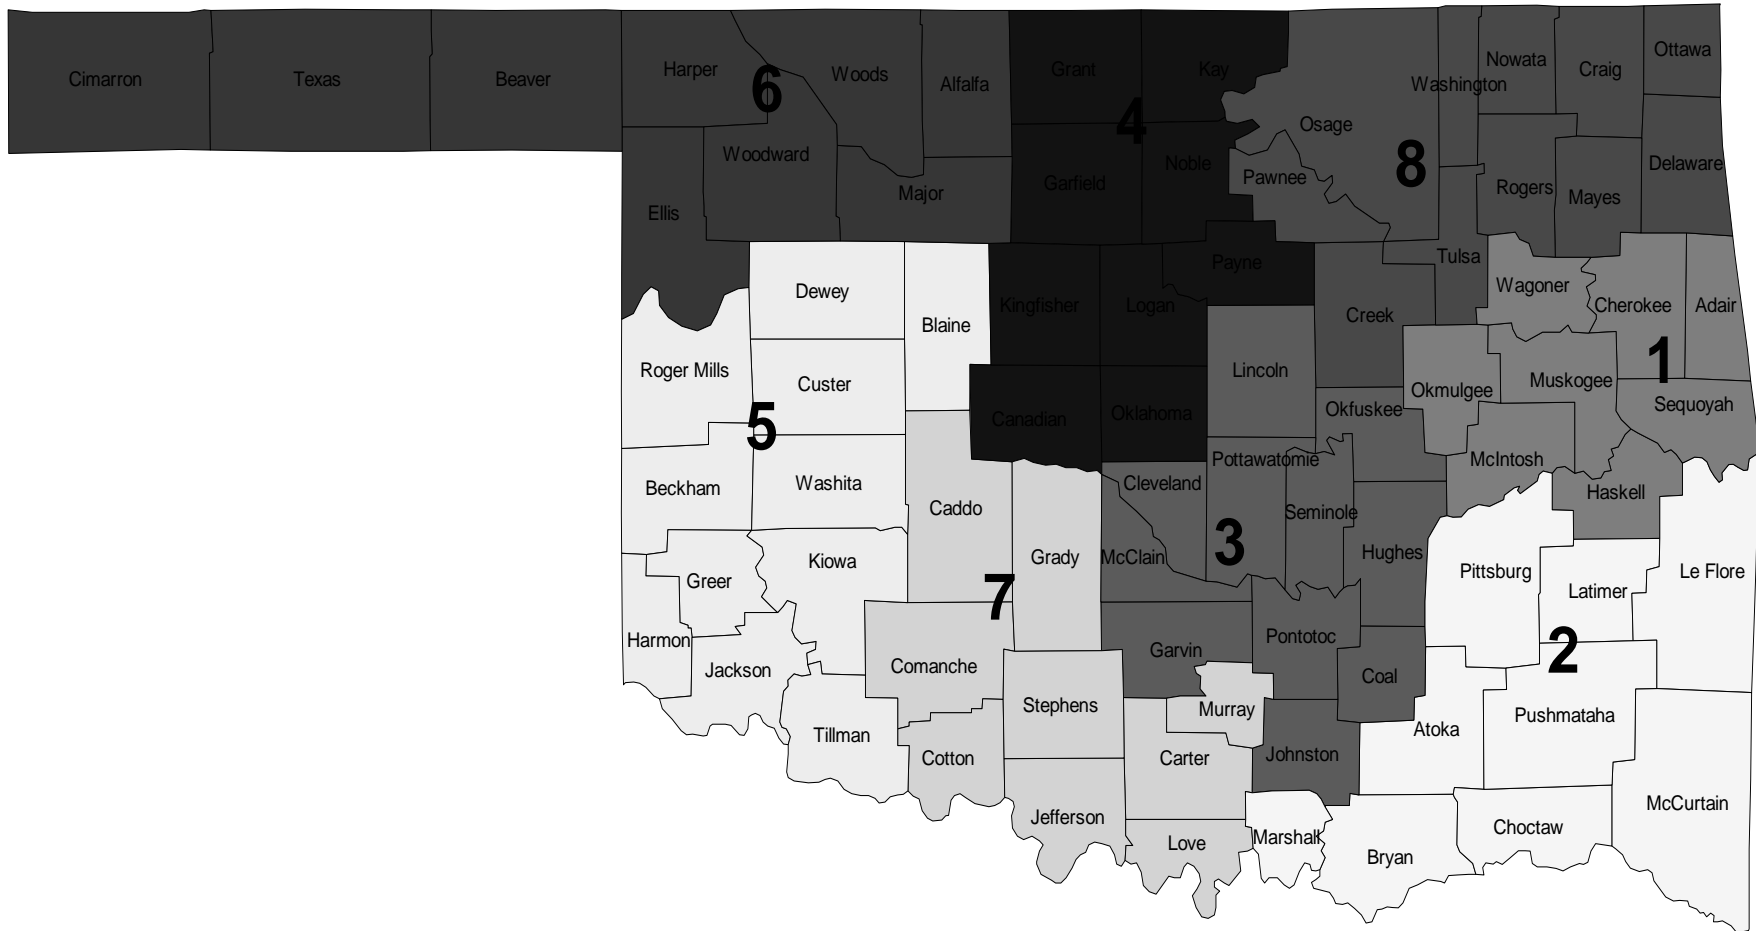 Cimarron
Texas
Beaver
Harper
6
Woods
Alfalfa
Woodward
Major
Ellis
Grant
Kay
4
Garfield
Noble
Kingfisher
Logan
Payne
Canadian
Oklahoma
Osage
Washington
Nowata
Craig
Ottawa
8
Pawnee
Rogers
Mayes
Delaware
Tulsa
Creek
Wagoner
Cherokee
Adair
1
Okmulgee
Muskogee
Sequoyah
McIntosh
Haskell
Dewey
Blaine
Roger Mills
Custer
5
Beckham
Washita
Kiowa
Greer
Harmon
Jackson
Tillman
Caddo
Grady
7
Comanche
Stephens
Cotton
Jefferson
Murray
Carter
Love
Lincoln
Okfuskee
Pottawatomie
Cleveland
Seminole
3
McClain
Hughes
Garvin
Pontotoc
Coal
Johnston
Pittsburg
Latimer
Le Flore
2
Atoka
Pushmataha
McCurtain
Choctaw
Marshall
Bryan